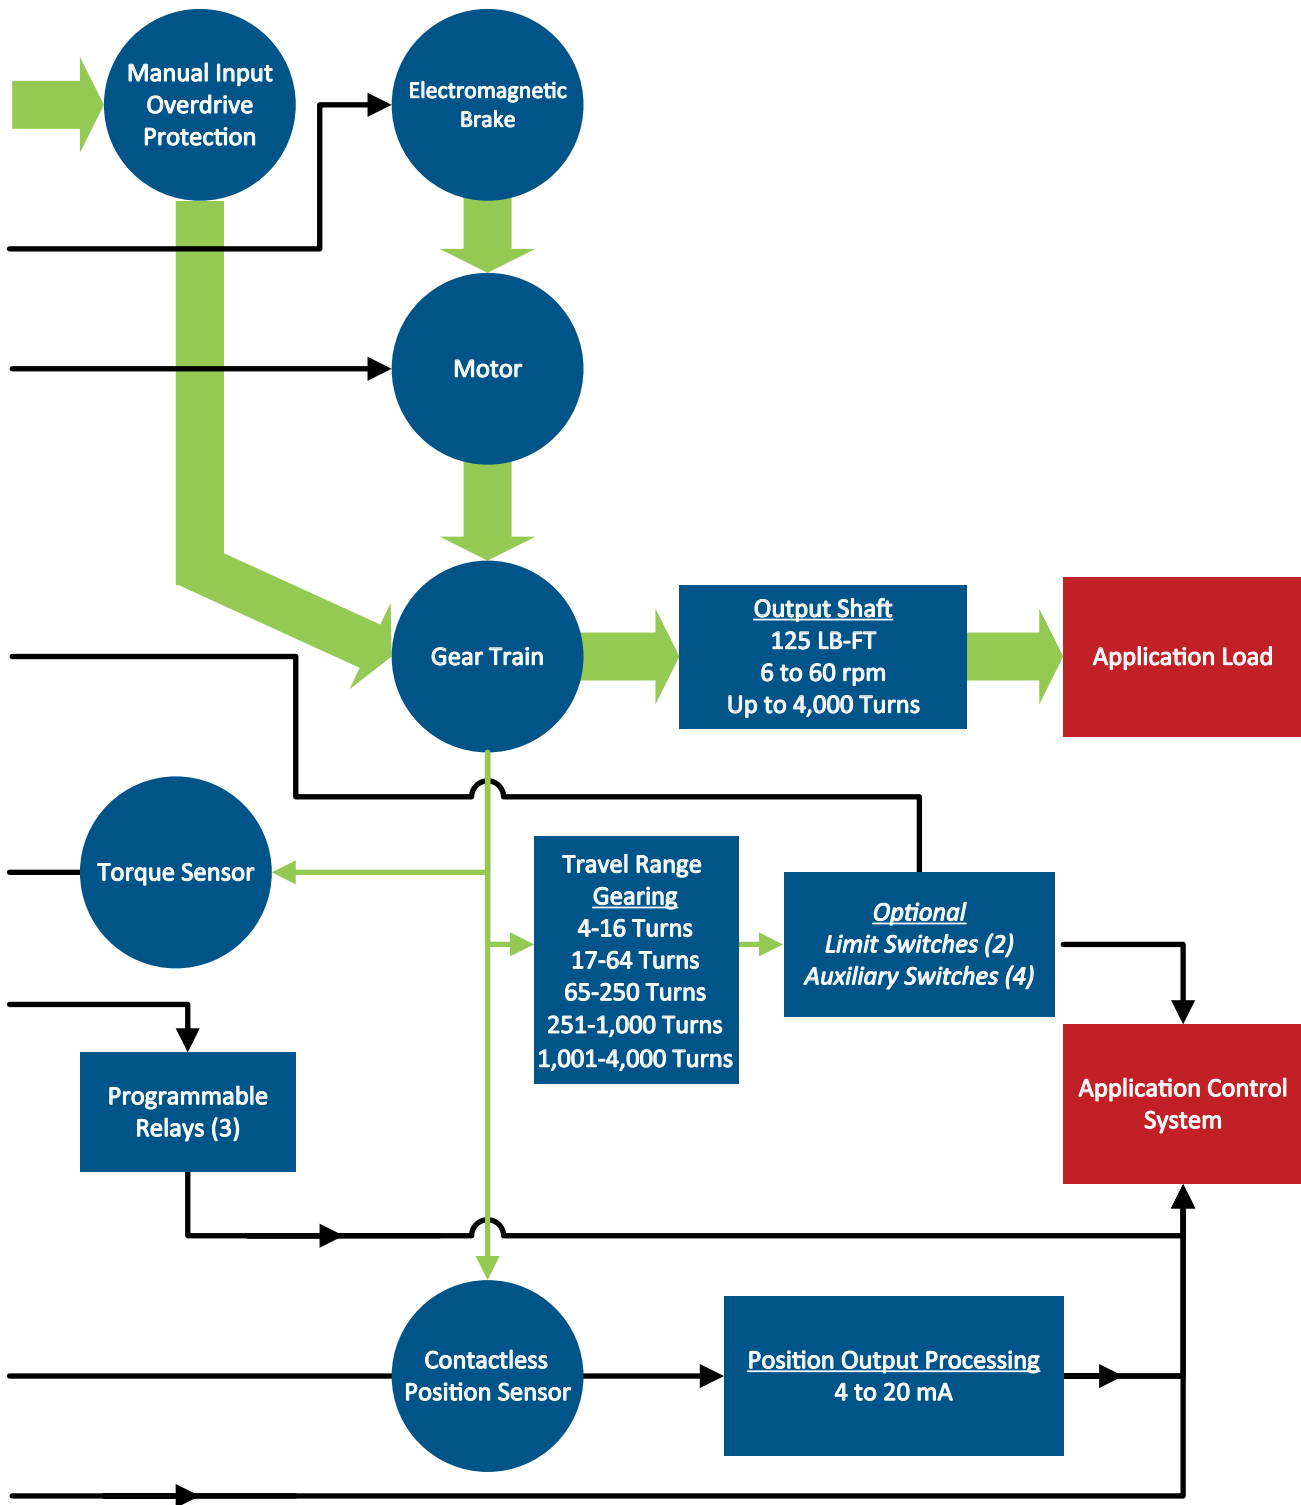 Manual Input
Overdrive
Protection
Electromagnetic
Brake
Motor
Gear Train
Output Shaft
125 LB-FT
6 to 60 rpm
Up to 4,000 Turns
Application Load
Torque Sensor
Travel Range
Gearing
4-16 Turns
17-64 Turns
65-250 Turns
251-1,000 Turns
1,001-4,000 Turns
Optional
Limit Switches (2)
Auxiliary Switches (4)
Programmable
Relays (3)
Application Control
System
Contactless
Position Sensor
Position Output Processing
4 to 20 mA